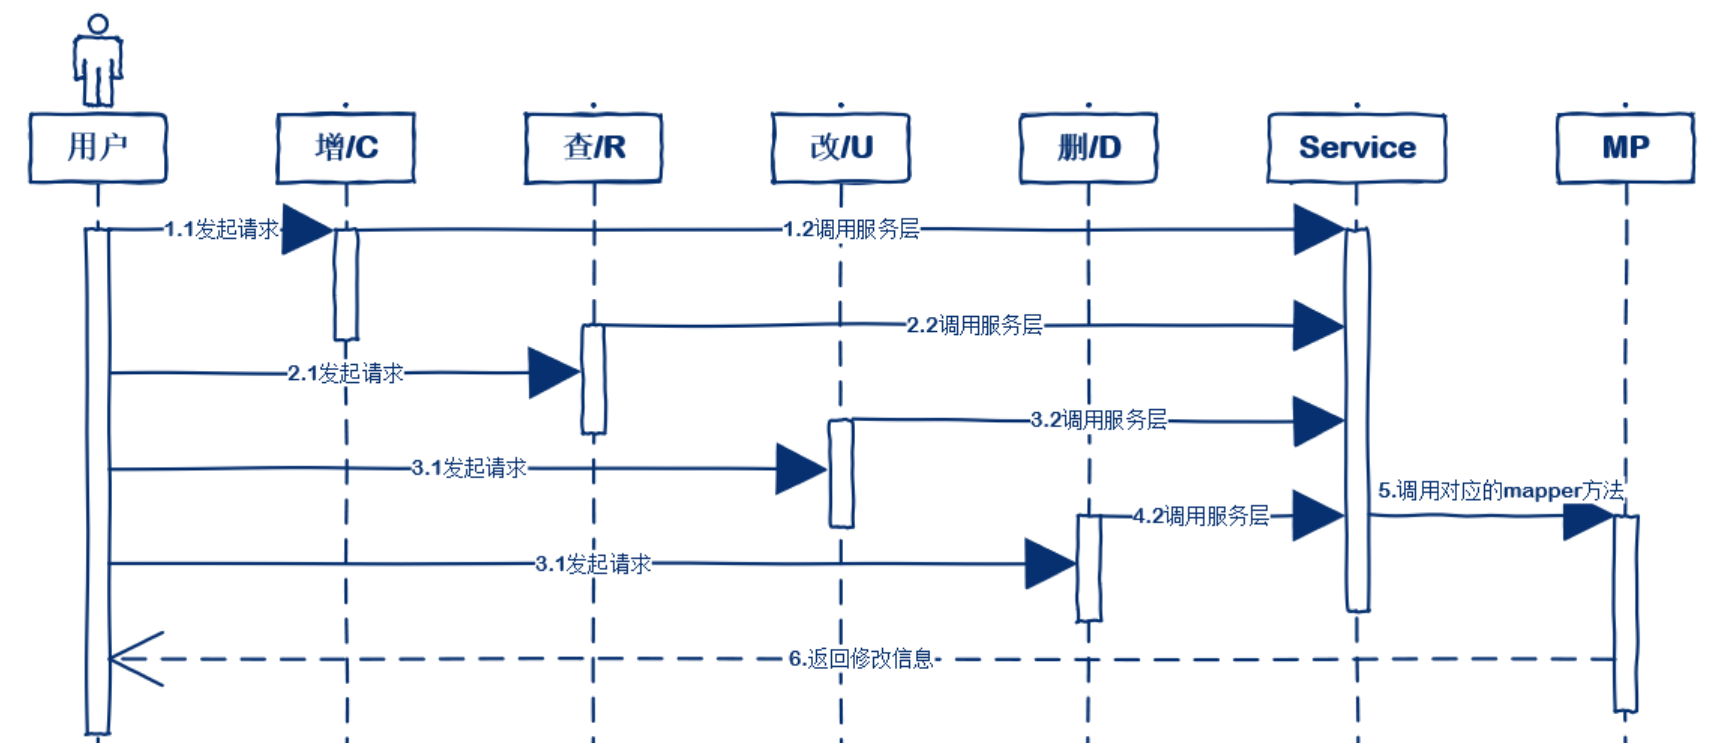 用户
增/C
查/R
改/U
删/D
Service
MP
1.1发起请求
1.2调用服务层
2.2调用服务层
2.1发起请求
3.2调用服务层
3.1发起请求
5.调用对应的mapper方法
4.2调用服务层
3.1发起请求
6.返回修改信息